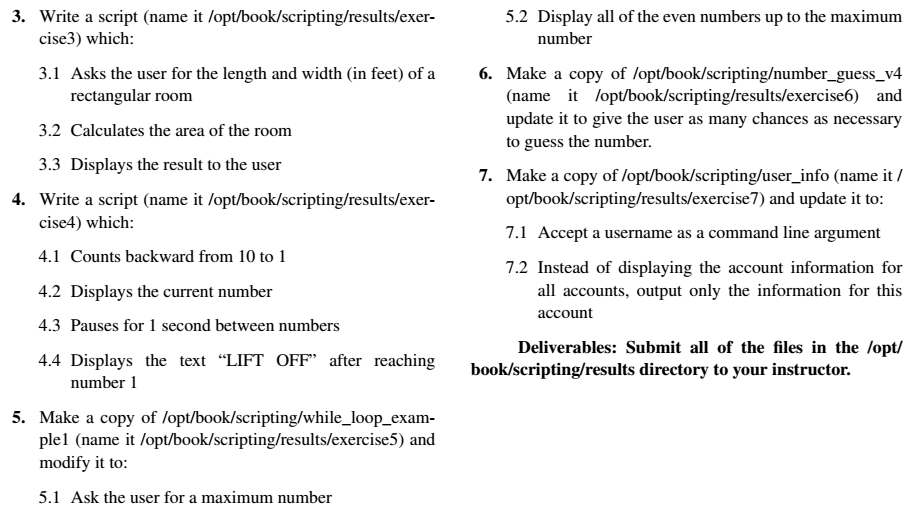 3. Write a script (name it /opt/book/scripting/results/exer-
cise3) which:
3.1 Asks the user for the length and width (in feet) of a
rectangular room
3.2 Calculates the area of the room
3.3 Displays the result to the user
4. Write a script (name it /opt/book/scripting/results/exer-
cise4) which:
4.1 Counts backward from 10 to 1
4.2 Displays the current number
4.3 Pauses for 1 second between numbers
4.4 Displays the text “LIFT OFF” after reaching
number 1
5. Make a copy of /opt/book/scripting/while_loop_exam-
ple1 (name it /opt/book/scripting/results/exercise5) and
modify it to:
5.1 Ask the user for a maximum number
5.2 Display all of the even numbers up to the maximum
number
6. Make a copy of /opt/book/scripting/number_guess_v4
(name it /opt/book/scripting/results/exercise6) and
update it to give the user as many chances as necessary
to guess the number.
7. Make a copy of /opt/book/scripting/user_info (name it /
opt/book/scripting/results/exercise7) and update it to:
7.1 Accept a username as a command line argument
7.2 Instead of displaying the account information for
all accounts, output only the information for this
account
Deliverables: Submit all of the files in the /opt/
book/scripting/results directory to your instructor.